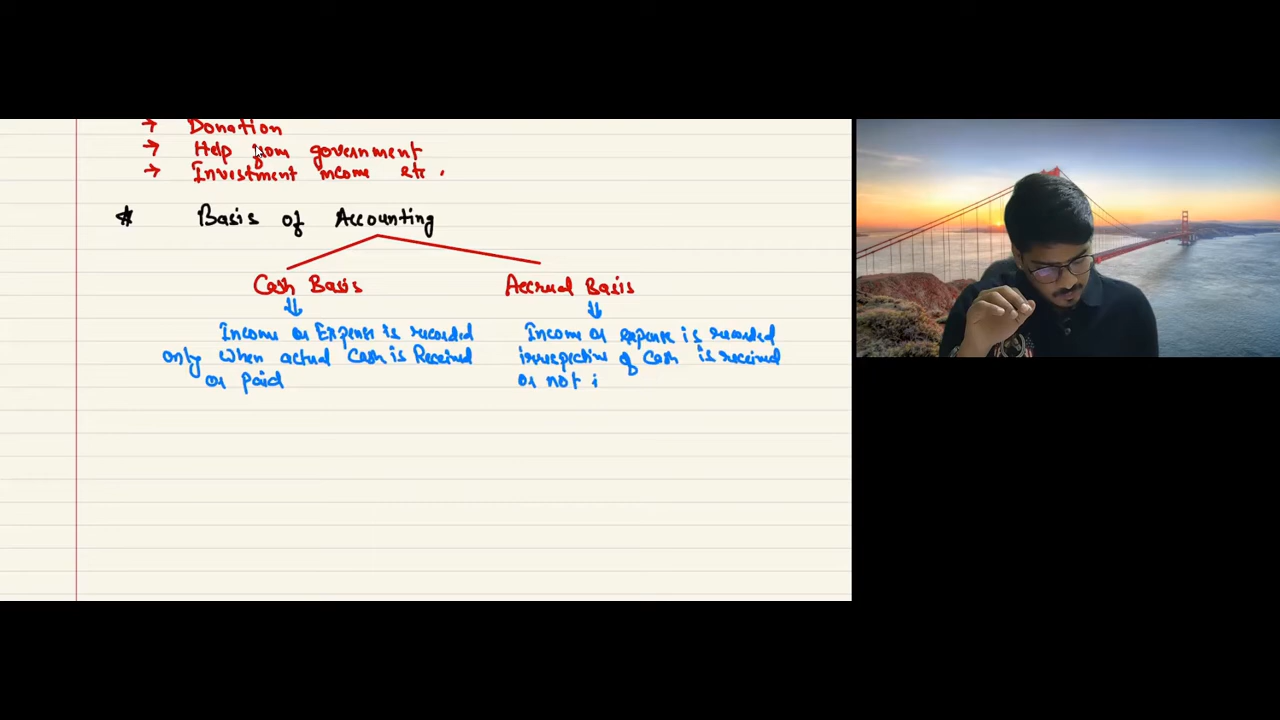 → Donation
→ Help from government
→ Investment income etc.
* Basis of Accounting
Cash Basis
Accrual Basis
Income or Expense is recorded
only when actual Cash is Received
or paid
Income or expense is recorded
irrespective of Cash is received
or not i